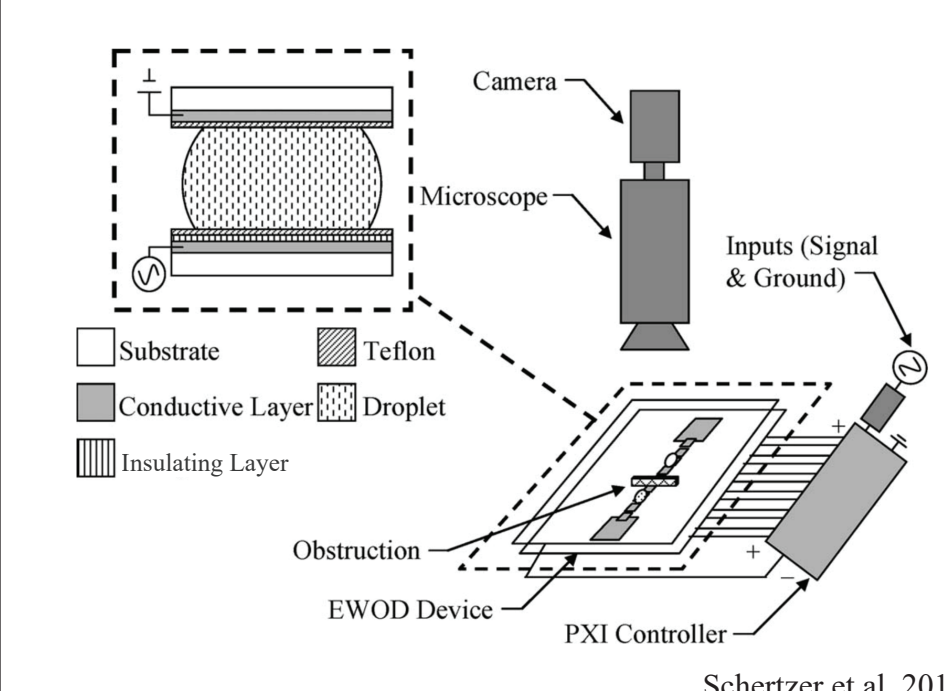 Camera
Microscope
Inputs (Signal
& Ground)
Substrate
Teflon
Conductive Layer
Droplet
Insulating Layer
+
Obstruction
+
EWOD Device
−
PXI Controller
Schertzer et al. 201